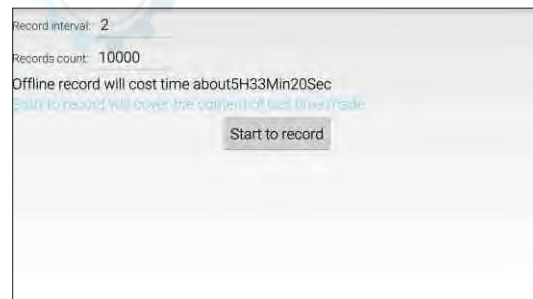 Record interval: 2
Records count: 10000
Offline record will cost time about5H33Min20Sec
Start to record will cover the content of last time made
Start to record